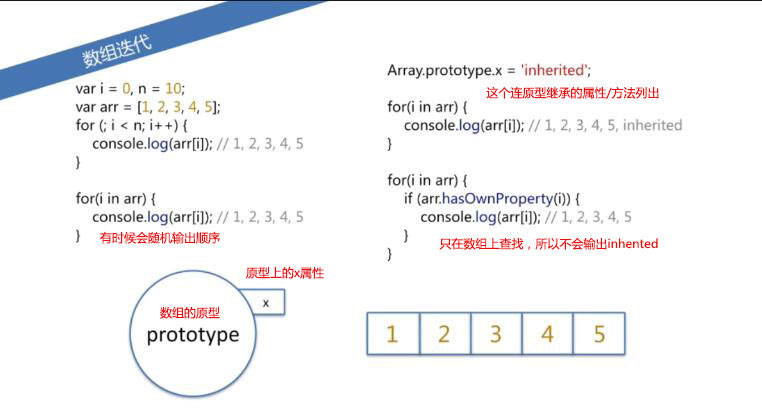 数组迭代
var i = 0, n = 10;
var arr = [1, 2, 3, 4, 5];
for (; i < n; i++) {
console.log(arr[i]); // 1, 2, 3, 4, 5
}
for(i in arr) {
console.log(arr[i]); // 1, 2, 3, 4, 5
}
有时候会随机输出顺序
Array.prototype.x = 'inherited';
这个连原型继承的属性/方法列出
for(i in arr) {
console.log(arr[i]); // 1, 2, 3, 4, 5, inherited
}
for(i in arr) {
if (arr.hasOwnProperty(i)) {
console.log(arr[i]); // 1, 2, 3, 4, 5
}
只在数组上查找，所以不会输出inhented
}
原型上的x属性
x
数组的原型
prototype
1 2 3 4 5